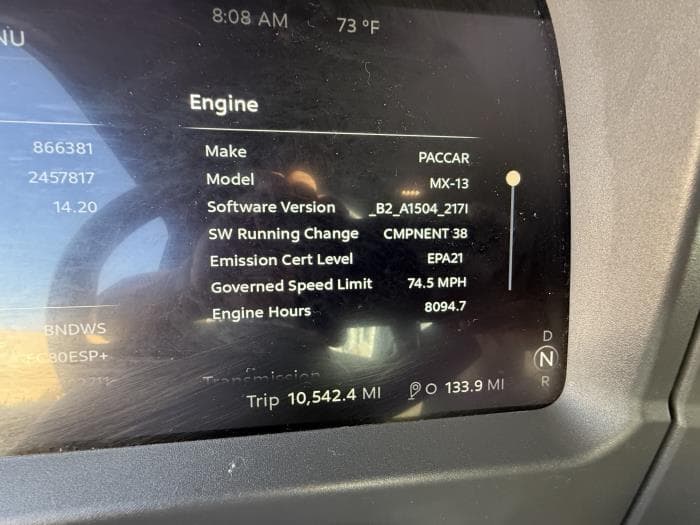 8:08 AM 73 °F
NU
Engine
866381
2457817
14.20
Make PACCAR
Model MX-13
Software Version _B2_A1504_217I
SW Running Change CMPNENT 38
Emission Cert Level EPA21
Governed Speed Limit 74.5 MPH
Engine Hours 8094.7
BNDWS
EC80ESP+
Transmission
Trip 10,542.4 MI
O 133.9 MI
D
N
R